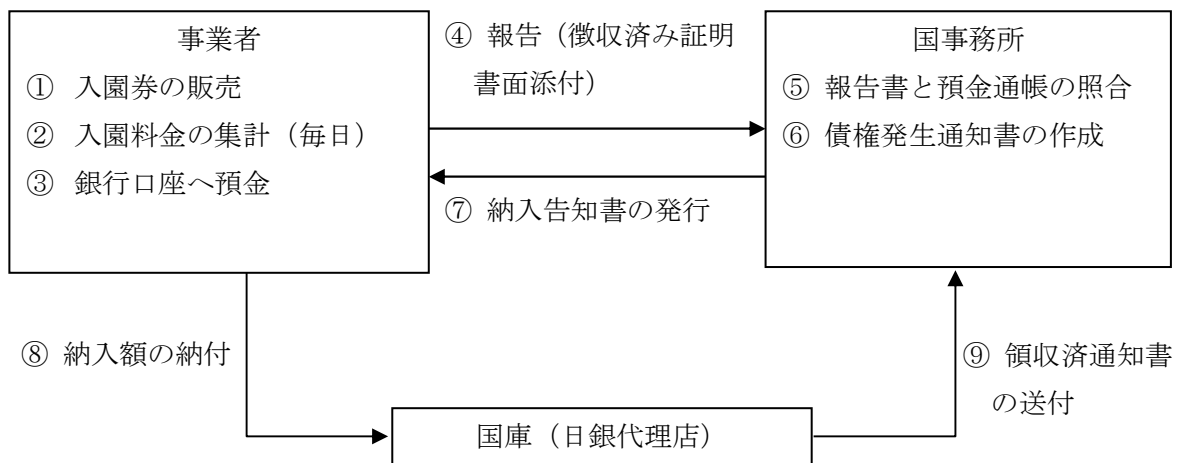 事業者
① 入園券の販売
② 入園料金の集計（毎日）
③ 銀行口座へ預金
④ 報告（徴収済み証明
書面添付）
国事務所
⑤ 報告書と預金通帳の照合
⑥ 債権発生通知書の作成
⑦ 納入告知書の発行
⑧ 納入額の納付
⑨ 領収済通知書
の送付
国庫（日銀代理店）